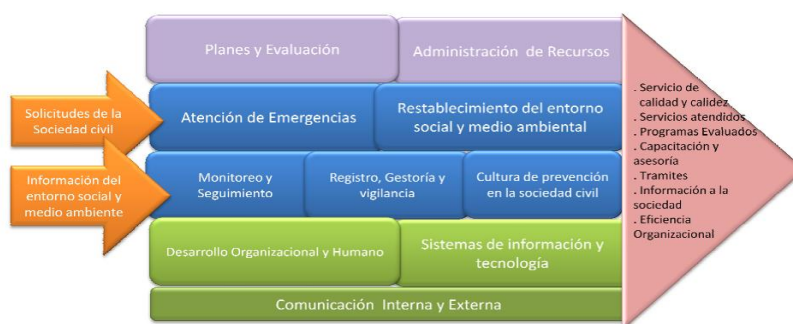 Planes y Evaluación
Administración de Recursos
Solicitudes de la
Sociedad civil
Atención de Emergencias
Restablecimiento del entorno
social y medio ambiental
Información del
entorno social y
medio ambiente
Monitoreo y
Seguimiento
Registro, Gestoría y
vigilancia
Cultura de prevención
en la sociedad civil
Desarrollo Organizacional y Humano
Sistemas de información y
tecnología
Comunicación Interna y Externa
. Servicio de
calidad y calidez
. Servicios atendidos
. Programas Evaluados
. Capacitación y
asesoría
. Tramites
. Información a la
sociedad
. Eficiencia
Organizacional